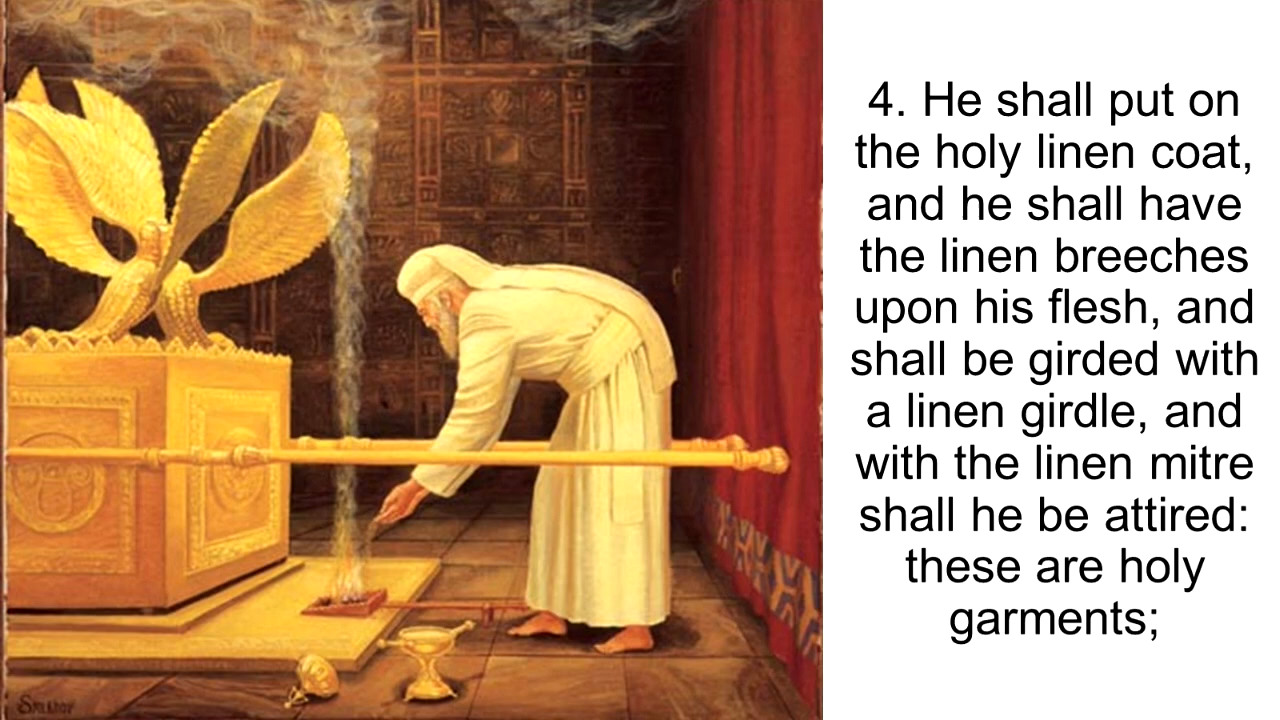 4. He shall put on
the holy linen coat,
and he shall have
the linen breeches
upon his flesh, and
shall be girded with
a linen girdle, and
with the linen mitre
shall he be attired:
these are holy
garments;